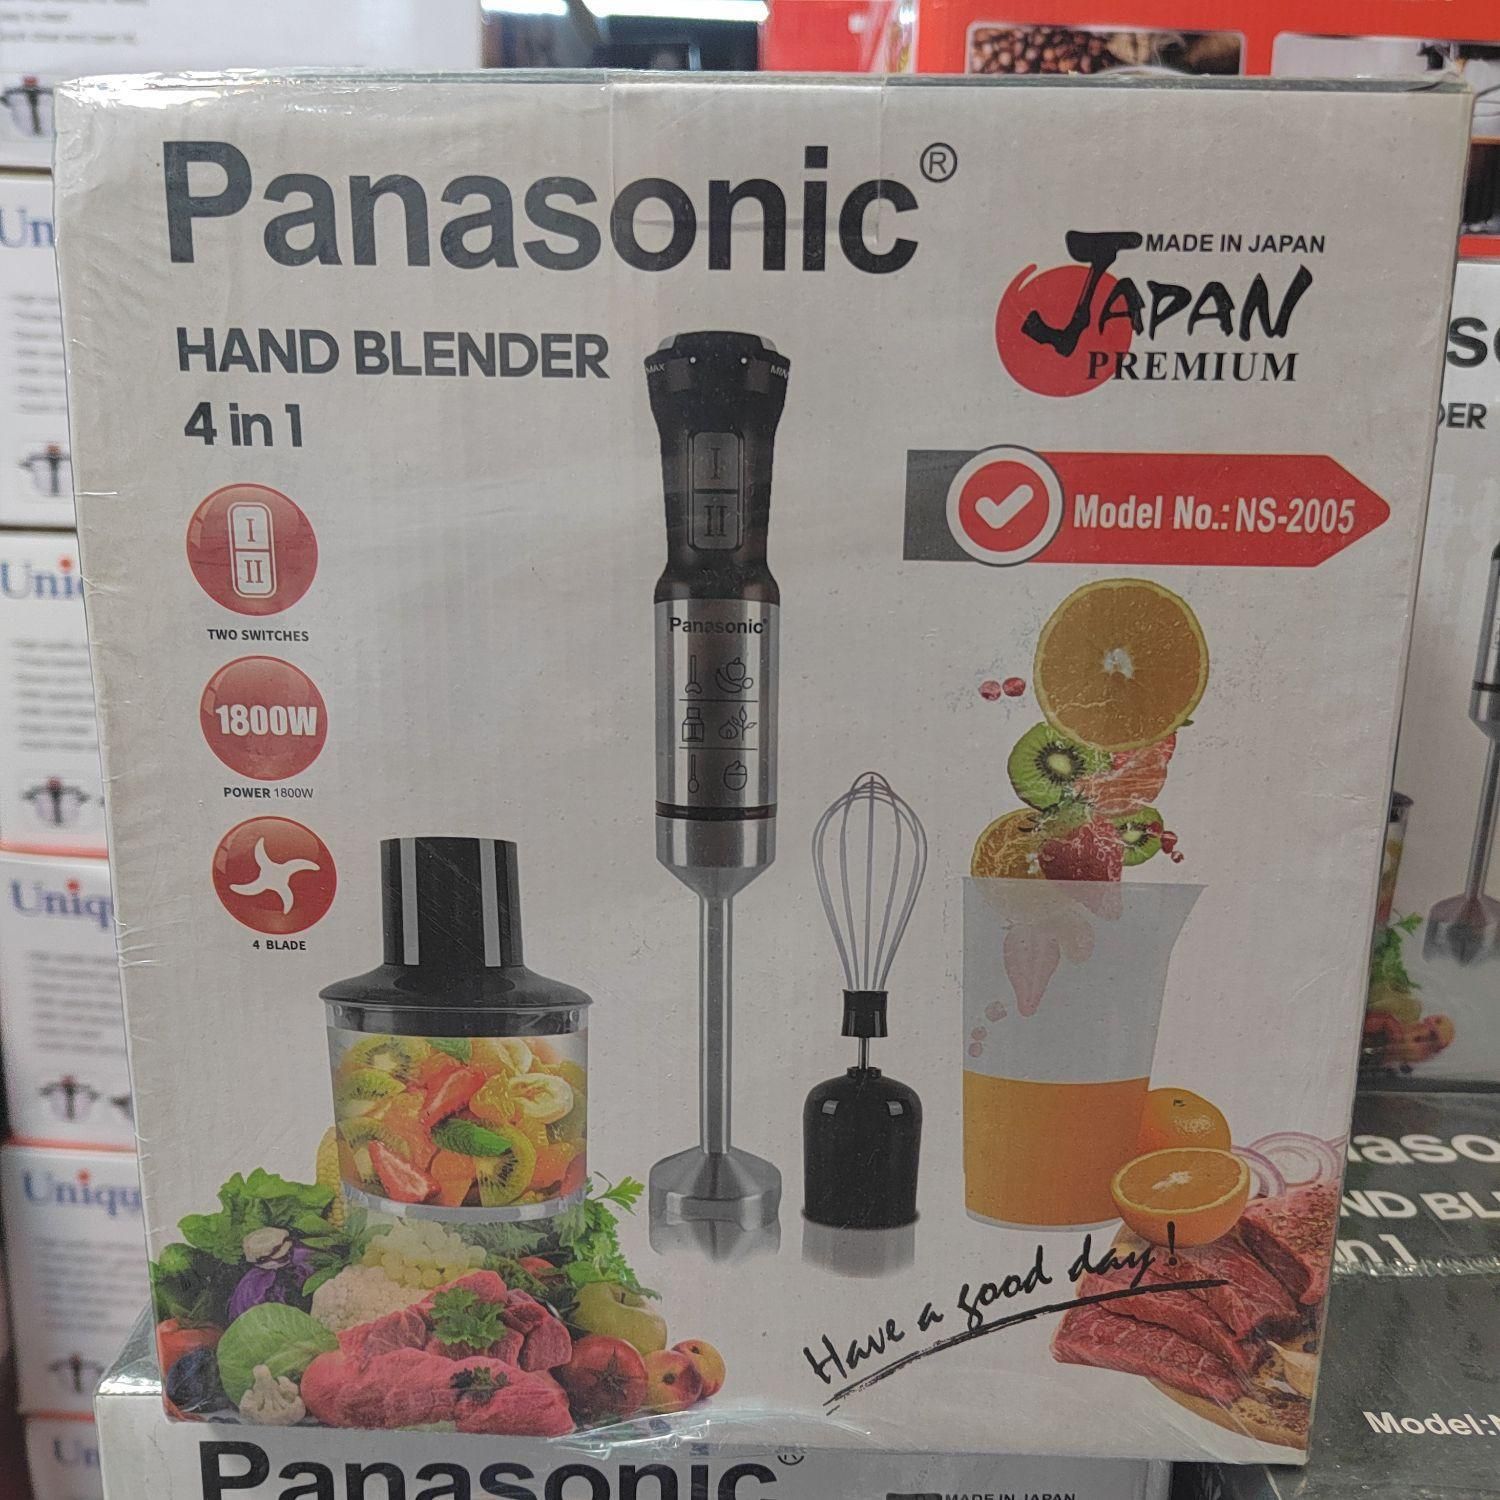 Panasonic®
MADE IN JAPAN
JAPAN
PREMIUM
HAND BLENDER
4 in 1
Model No.: NS-2005
I
II
TWO SWITCHES
1800W
POWER 1800W
4 BLADE
MAX
MIN
I
II
Panasonic
Have a good day!
Uniqu
Panasonic®
MADE IN JAPAN
Model: